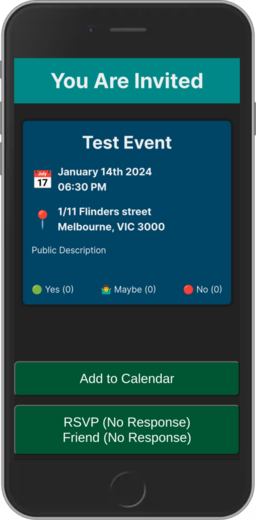 You Are Invited
Test Event
JULY
17
January 14th 2024
06:30 PM
1/11 Flinders street
Melbourne, VIC 3000
Public Description
Yes (0) Maybe (0) No (0)
Add to Calendar
RSVP (No Response)
Friend (No Response)